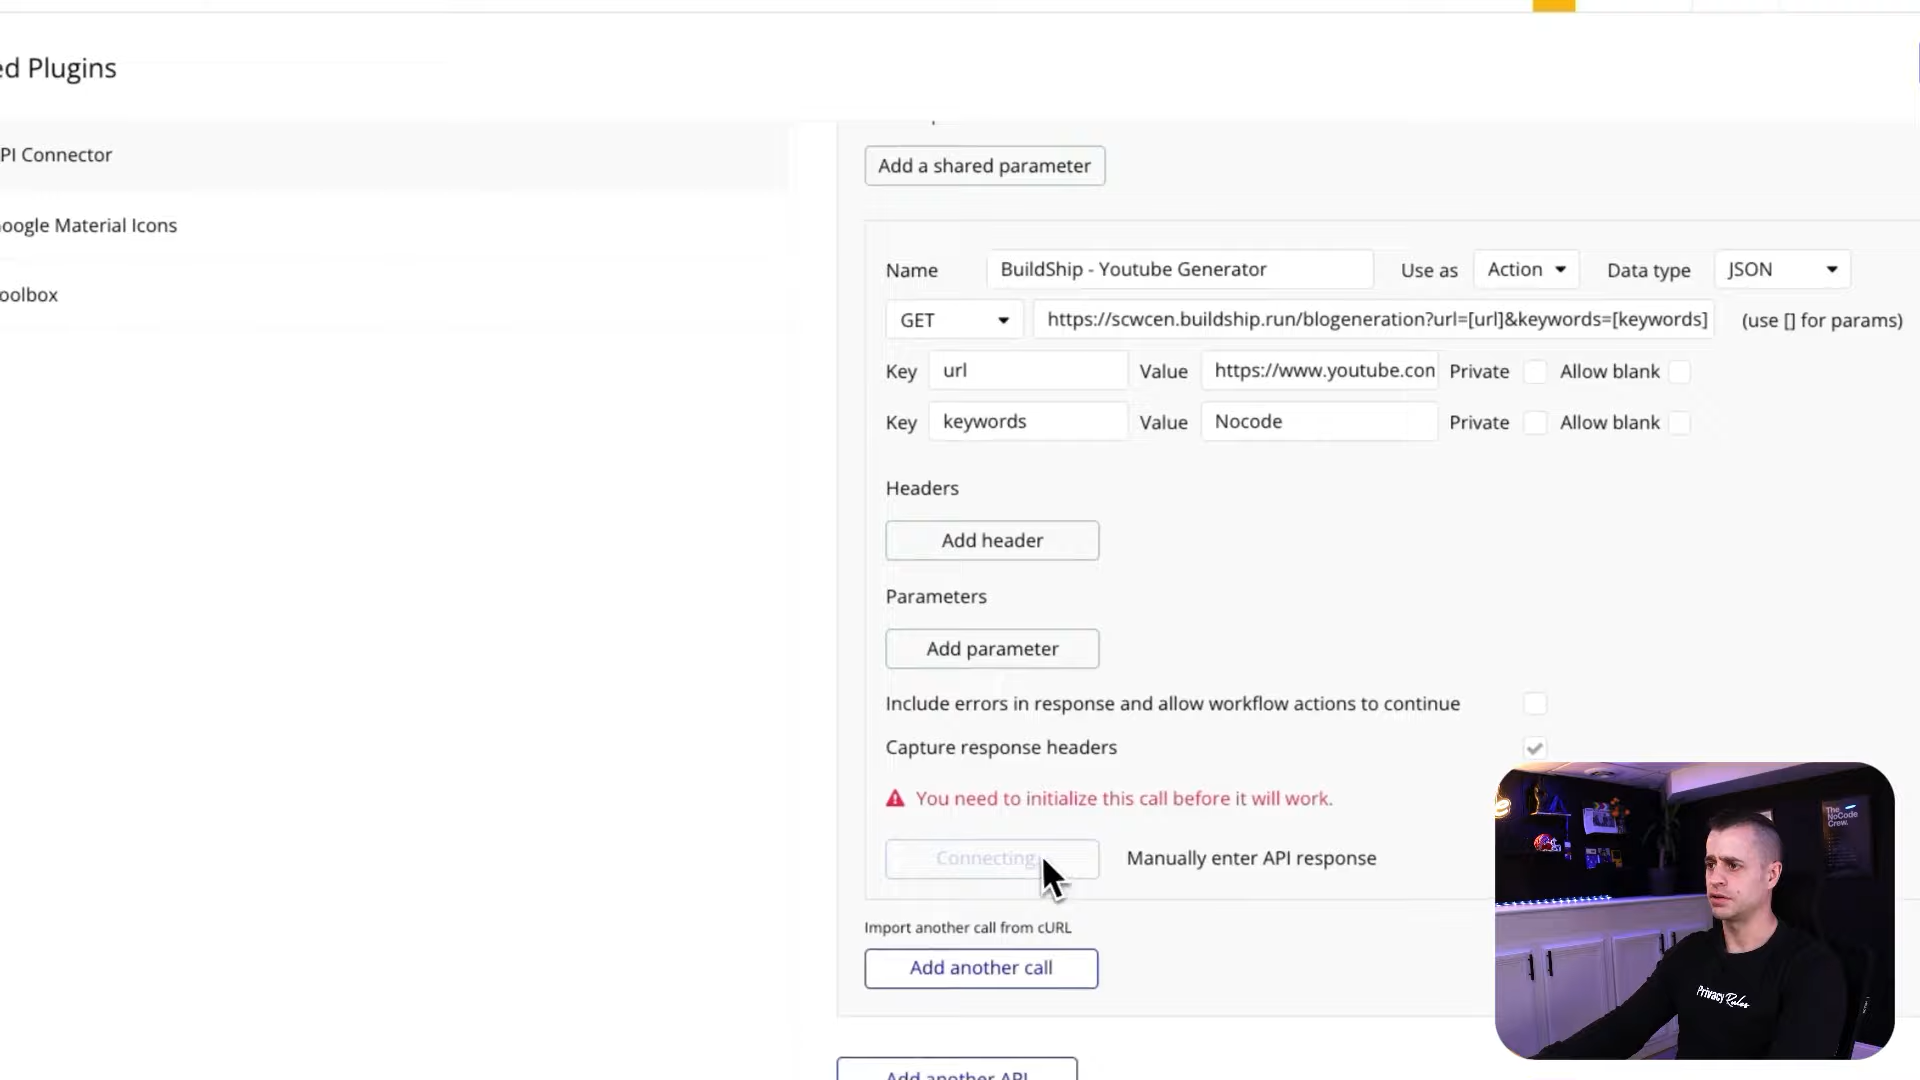 ed Plugins
PI Connector
oogle Material Icons
oolbox
Add a shared parameter
Name BuildShip - Youtube Generator Use as Action Data type JSON
GET https://scwcen.buildship.run/blogeneration?url=[url]&keywords=[keywords] (use [] for params)
Key url Value https://www.youtube.con Private Allow blank
Key keywords Value Nocode Private Allow blank
Headers
Add header
Parameters
Add parameter
Include errors in response and allow workflow actions to continue
Capture response headers
You need to initialize this call before it will work.
Connecting Manually enter API response
Import another call from cURL
Add another call
Add another API
The
NoCode
Crew.
Privacy Rules